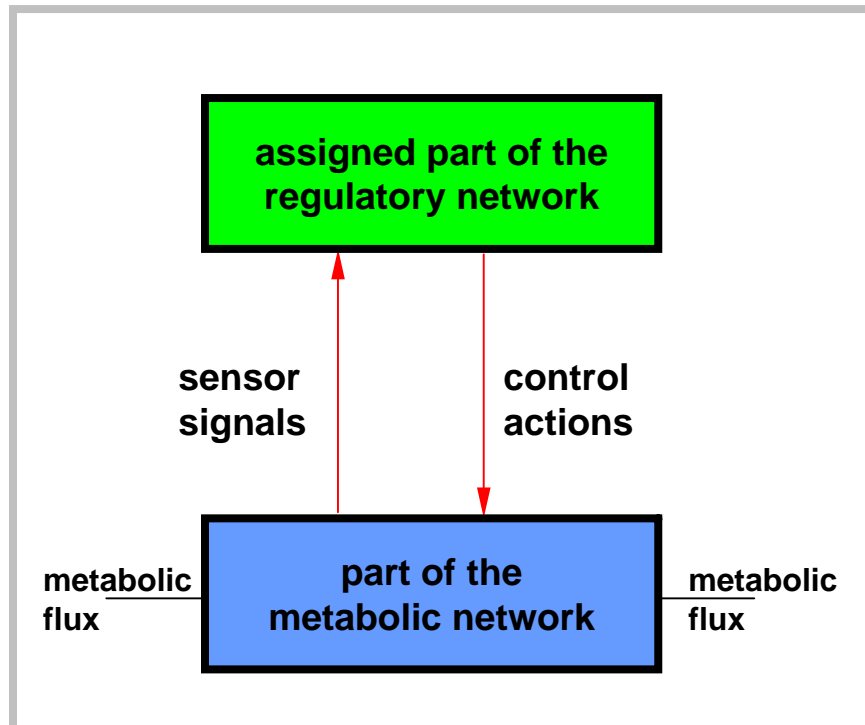 assigned part of the
regulatory network
sensor
signals
control
actions
metabolic
flux
part of the
metabolic network
metabolic
flux